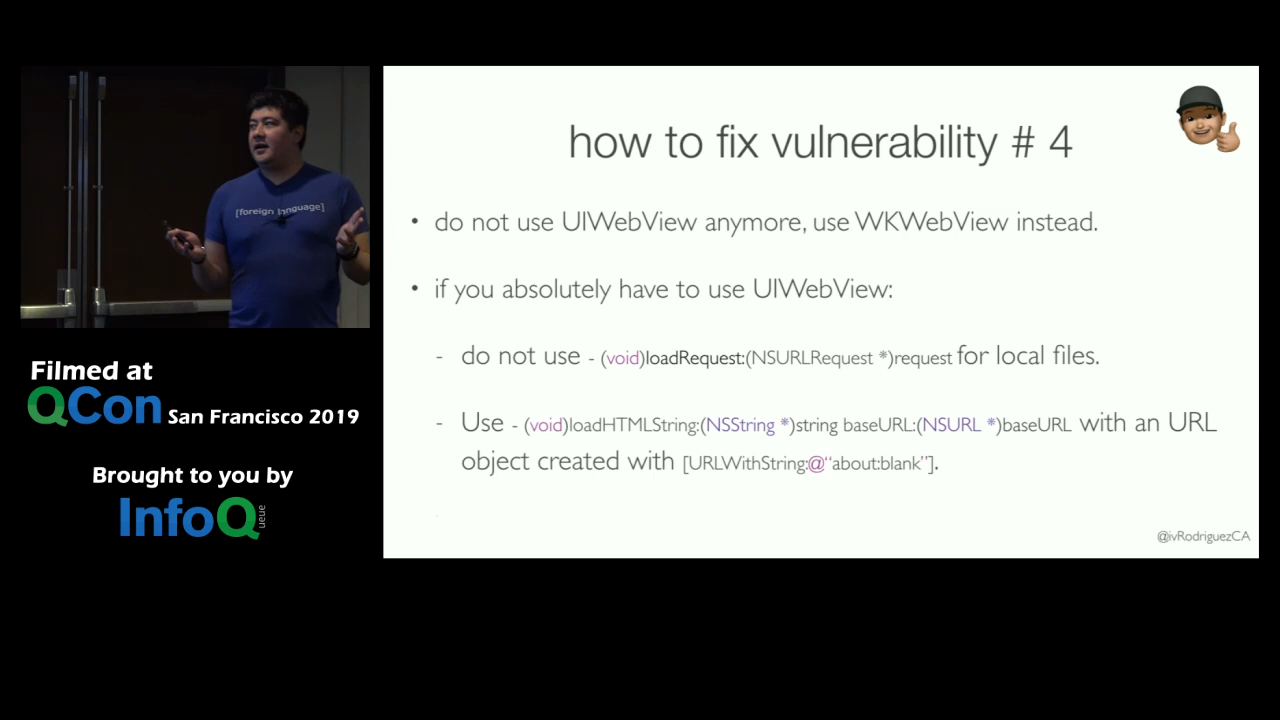 [foreign language]
Filmed at
QCon San Francisco 2019
Brought to you by
InfoQ
ueue
how to fix vulnerability # 4
• do not use UIWebView anymore, use WKWebView instead.
• if you absolutely have to use UIWebView:
- do not use - (void)loadRequest:(NSURLRequest *)request for local files.
- Use - (void)loadHTMLString:(NSString *)string baseURL:(NSURL *)baseURL with an URL
object created with [URLWithString:@“about:blank”].
@ivRodriguezCA